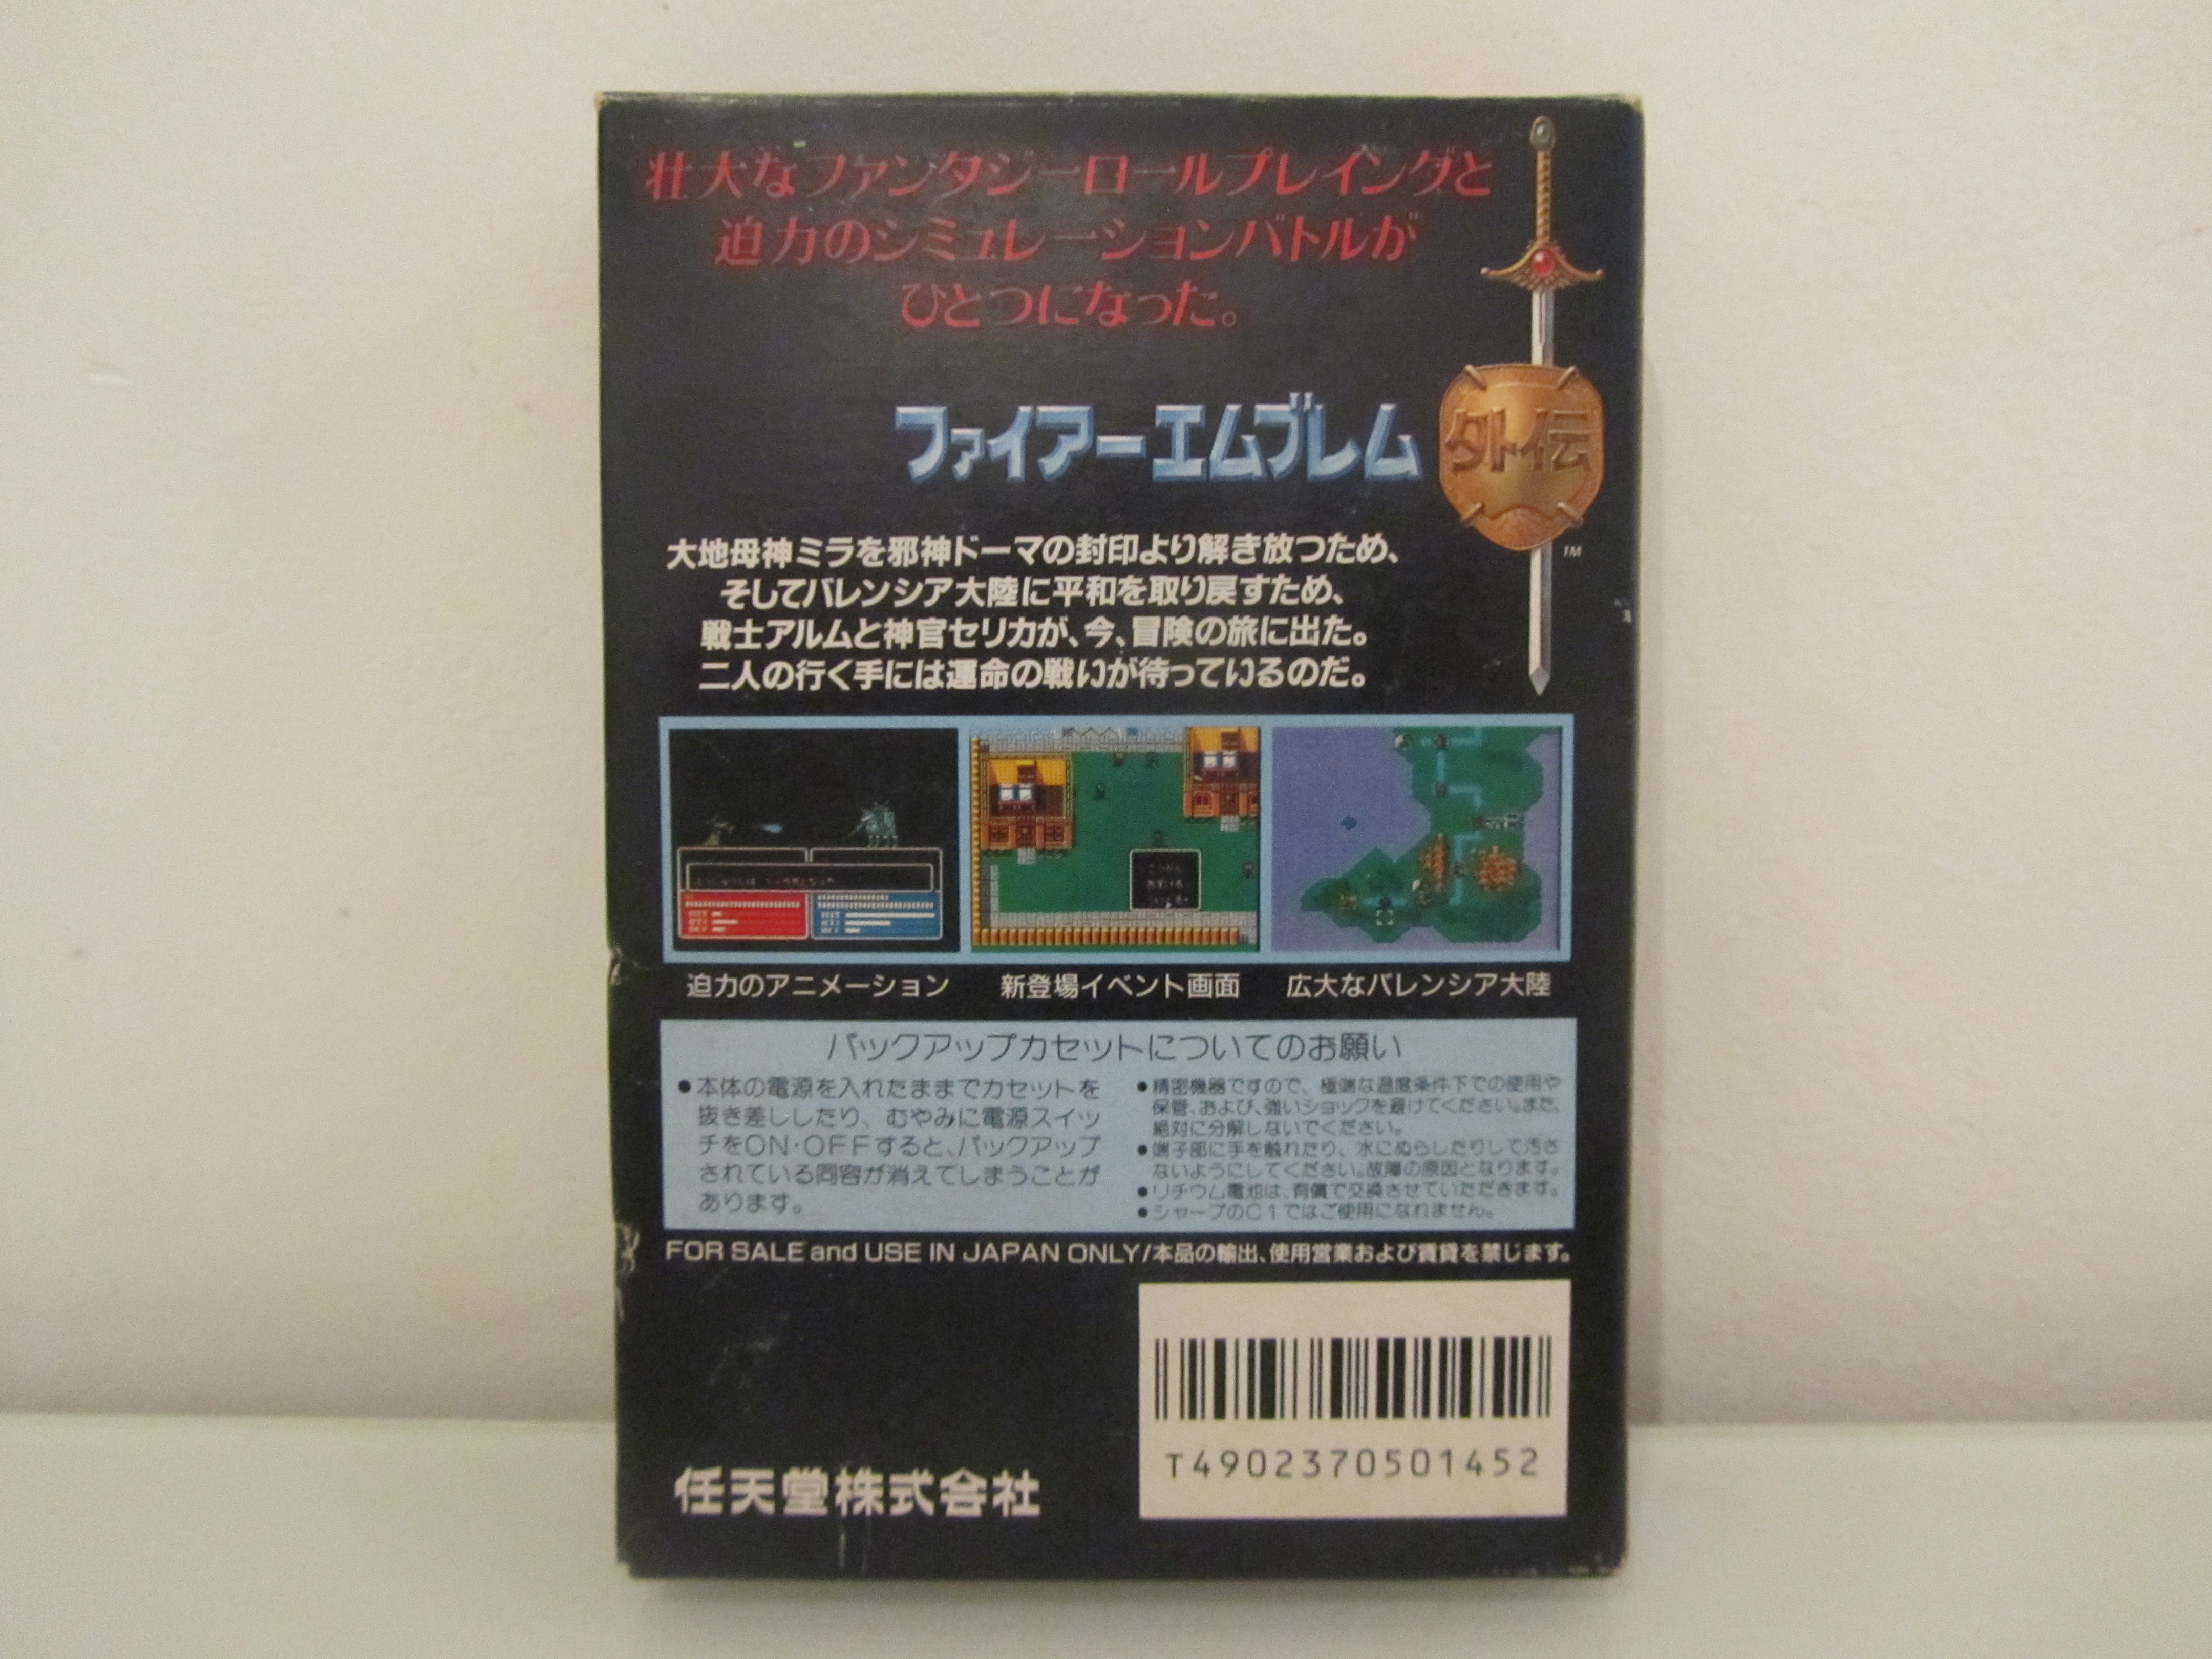 壮大なファンタジーロールプレイングと
迫力のシミュレーションバトルが
ひとつになった。
ファイアーエムブレム 外伝
TM
大地母神ミラを邪神ドーマの封印より解き放つため、
そしてバレンシア大陸に平和を取り戻すため、
戦士アルムと神官セリカが、今、冒険の旅に出た。
二人の行く手には運命の戦いが待っているのだ。
迫力のアニメーション
新登場イベント画面
広大なバレンシア大陸
バックアップカセットについてのお願い
●本体の電源を入れたままでカセットを
抜き差ししたり、むやみに電源スイッ
チをON・OFFすると、バックアップ
されている同容が消えてしまうことが
あります。
●精密機器ですので、極端な温度条件下での使用や
保管、および、強いショックを避けてください。また、
絶対に分解しないでください。
●端子部に手を触れたり、水にぬらしたりして汚さ
ないようにしてください。故障の原因となります。
●リチウム電池は、有償で交換させていただきます。
●シャープのC1ではご使用になれません。
FOR SALE and USE IN JAPAN ONLY/本品の輸出、使用営業および賃貸を禁じます。
T4902370501452
任天堂株式会社